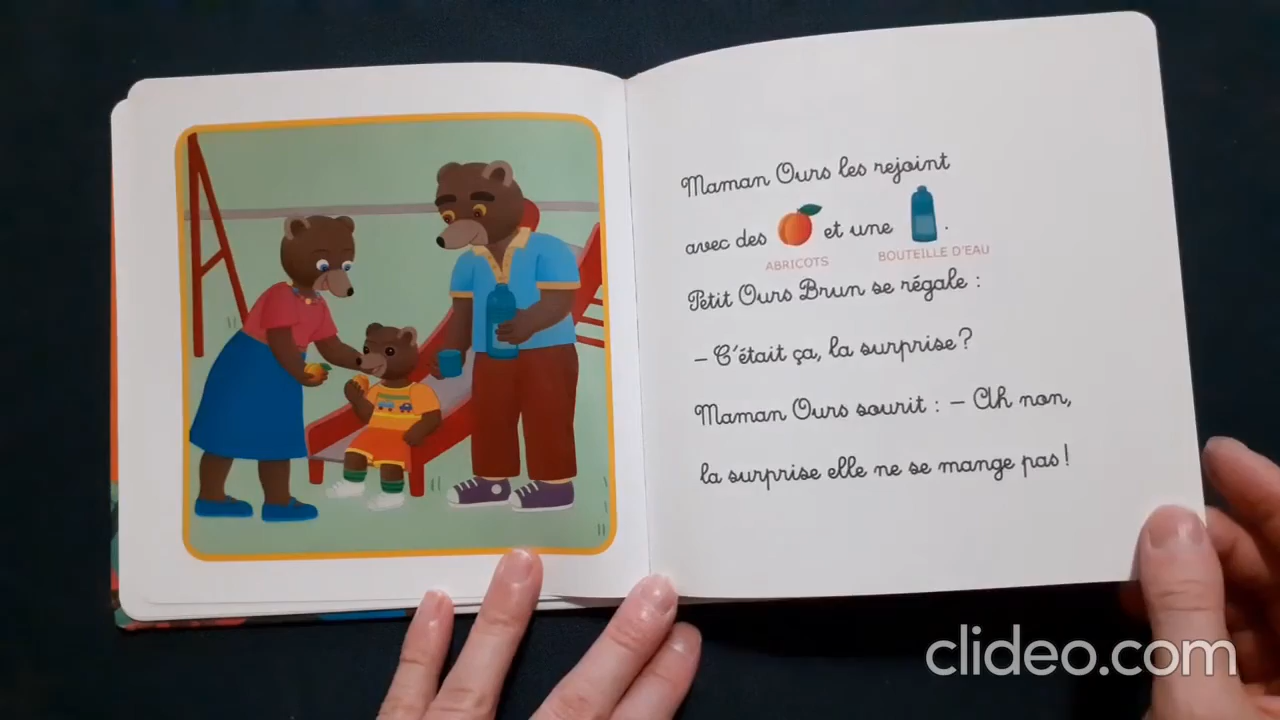 Maman Ours les rejoint
avec des et une .
ABRICOTS BOUTEILLE D'EAU
Petit Ours Brun se régale :
– C'était ça, la surprise ?
Maman Ours sourit : – Ah non,
la surprise elle ne se mange pas !
clideo.com